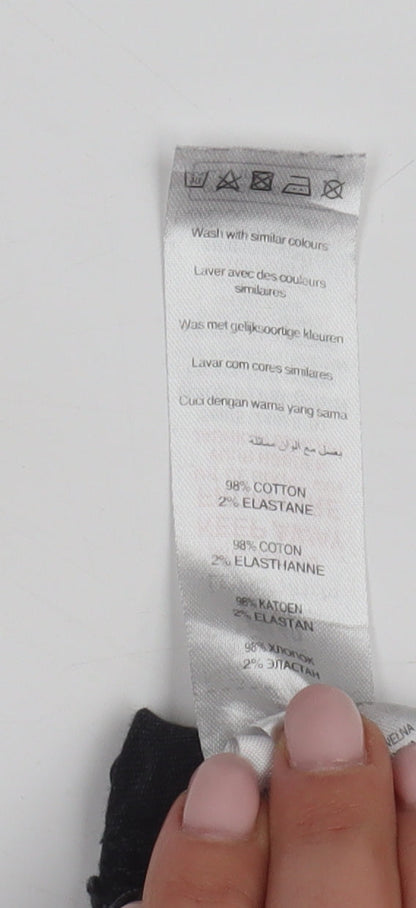 30
Wash with similar colours
Laver avec des couleurs
similaires
Was met gelijksoortige kleuren
Lavar com cores similares
Cuci dengan warna yang sama
يغسل مع الوان مماثلة
98% COTTON
2% ELASTANE
98% COTON
2% ELASTHANNE
98% KATOEN
2% ELASTAN
98% ХЛОПОК
2% ЭЛАСТАН